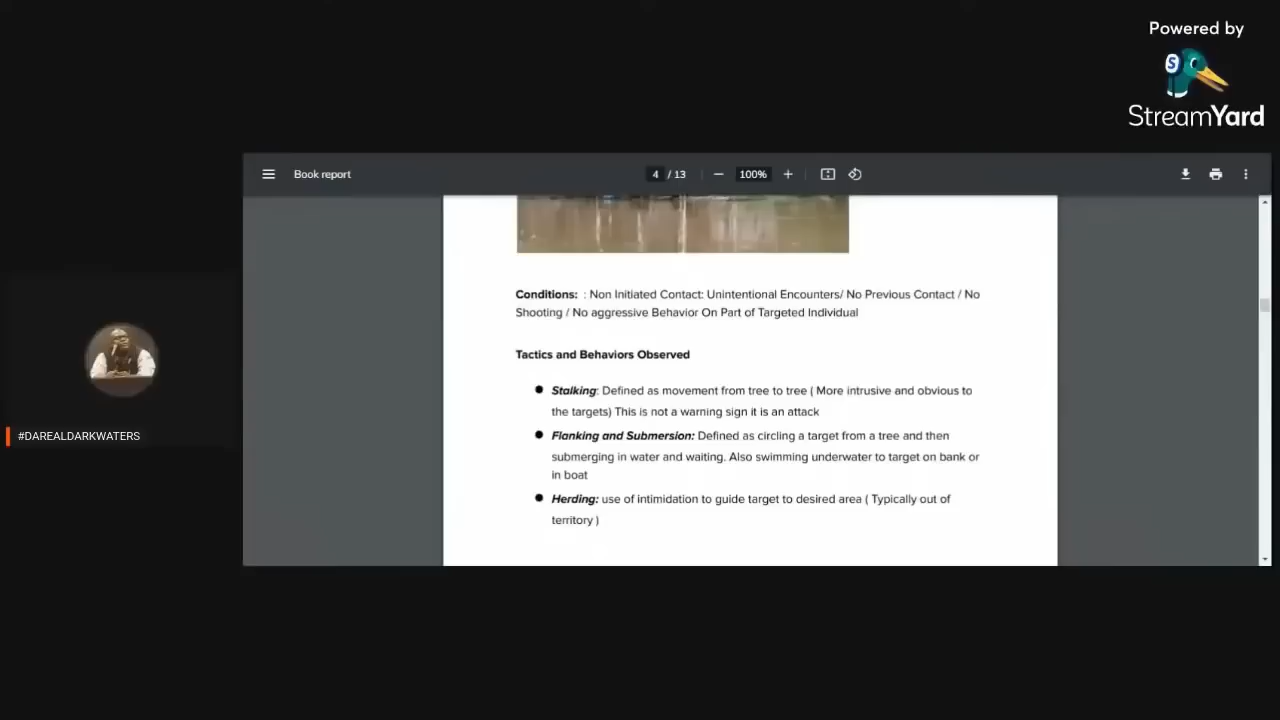 Powered by
StreamYard
Book report
4 / 13
100%
Conditions: : Non Initiated Contact: Unintentional Encounters/ No Previous Contact / No
Shooting / No aggressive Behavior On Part of Targeted Individual
Tactics and Behaviors Observed
● Stalking: Defined as movement from tree to tree ( More intrusive and obvious to
the targets) This is not a warning sign it is an attack
● Flanking and Submersion: Defined as circling a target from a tree and then
submerging in water and waiting. Also swimming underwater to target on bank or
in boat
● Herding: use of intimidation to guide target to desired area ( Typically out of
territory )
#DAREALDARKWATERS